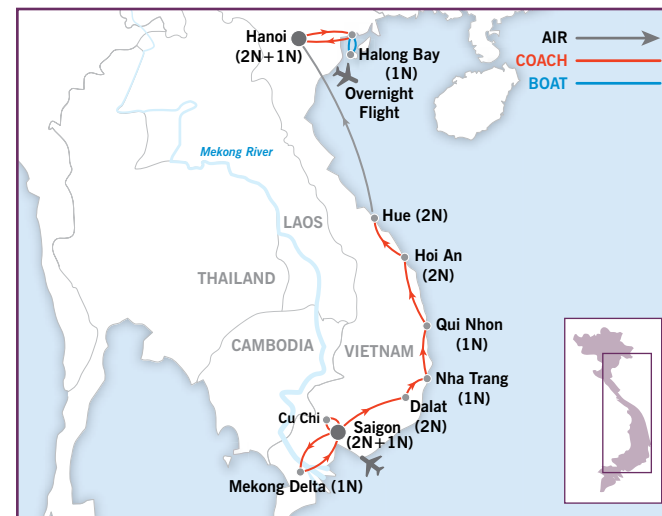 Hanoi
(2N+1N)
Halong Bay
(1N)
Overnight
Flight
AIR
COACH
BOAT
Mekong River
LAOS
Hue (2N)
Hoi An
(2N)
THAILAND
CAMBODIA
VIETNAM
Qui Nhon
(1N)
Nha Trang
(1N)
Dalat
(2N)
Cu Chi
Saigon
(2N+1N)
Mekong Delta (1N)